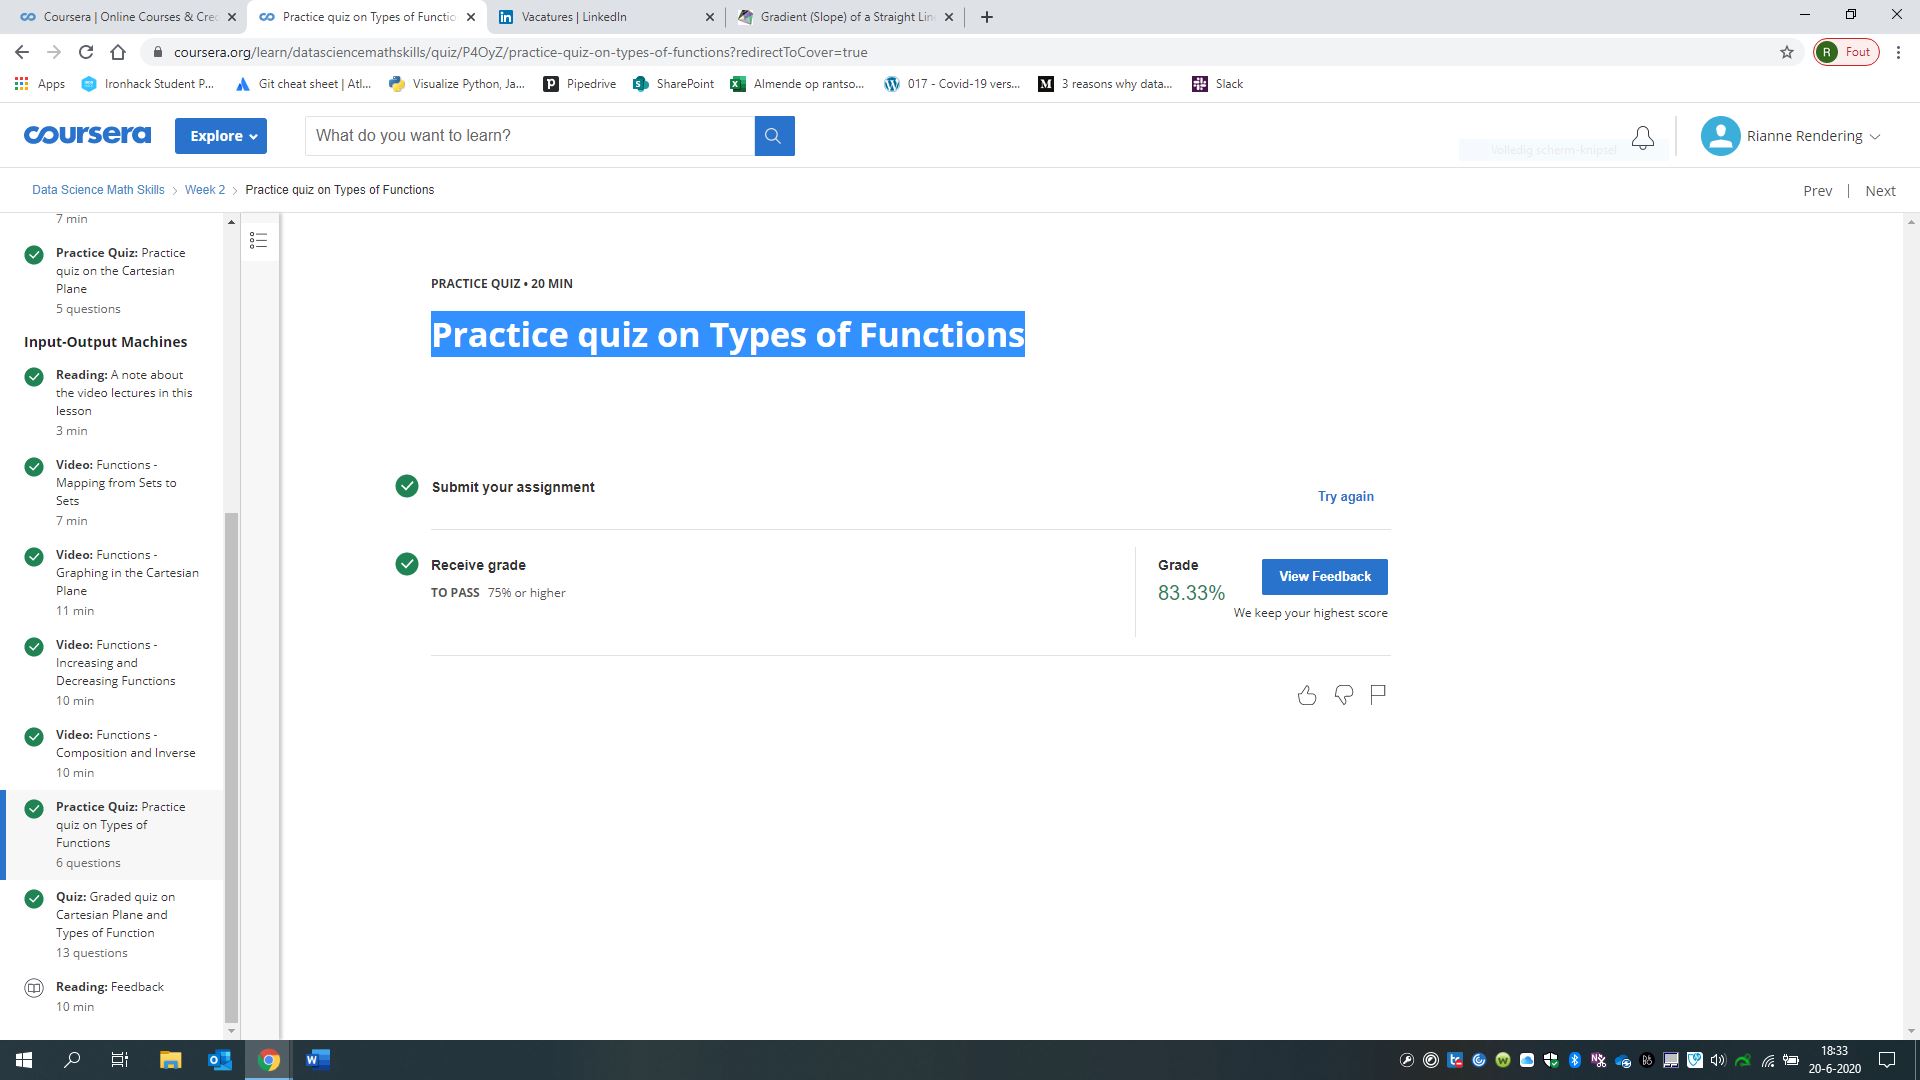 Coursera | Online Courses & Cre
Practice quiz on Types of Functio
Vacatures | LinkedIn
Gradient (Slope) of a Straight Lin
coursera.org/learn/datasciencemathskills/quiz/P4OyZ/practice-quiz-on-types-of-functions?redirectToCover=true
R Fout
Apps
Ironhack Student P...
Git cheat sheet | Atl...
Visualize Python, Ja...
Pipedrive
SharePoint
Almende op rantso...
017 - Covid-19 vers...
3 reasons why data...
Slack
coursera
Explore
What do you want to learn?
Volledig scherm-knipsel
Rianne Rendering
Data Science Math Skills
Week 2
Practice quiz on Types of Functions
Prev | Next
7 min
Practice Quiz: Practice
quiz on the Cartesian
Plane
5 questions
Input-Output Machines
Reading: A note about
the video lectures in this
lesson
3 min
Video: Functions -
Mapping from Sets to
Sets
7 min
Video: Functions -
Graphing in the Cartesian
Plane
11 min
Video: Functions -
Increasing and
Decreasing Functions
10 min
Video: Functions -
Composition and Inverse
10 min
Practice Quiz: Practice
quiz on Types of
Functions
6 questions
Quiz: Graded quiz on
Cartesian Plane and
Types of Function
13 questions
Reading: Feedback
10 min
PRACTICE QUIZ • 20 MIN
Practice quiz on Types of Functions
Submit your assignment
Try again
Receive grade
TO PASS 75% or higher
Grade
83.33%
View Feedback
We keep your highest score
18:33
20-6-2020